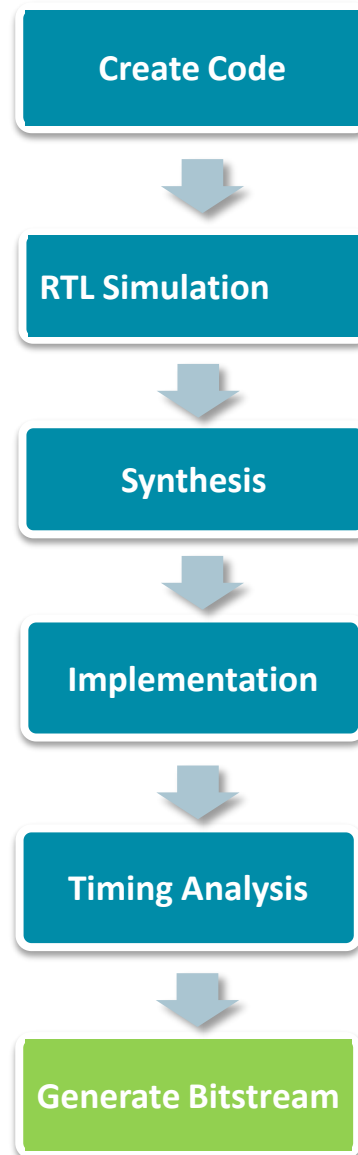 Create Code
RTL Simulation
Synthesis
Implementation
Timing Analysis
Generate Bitstream